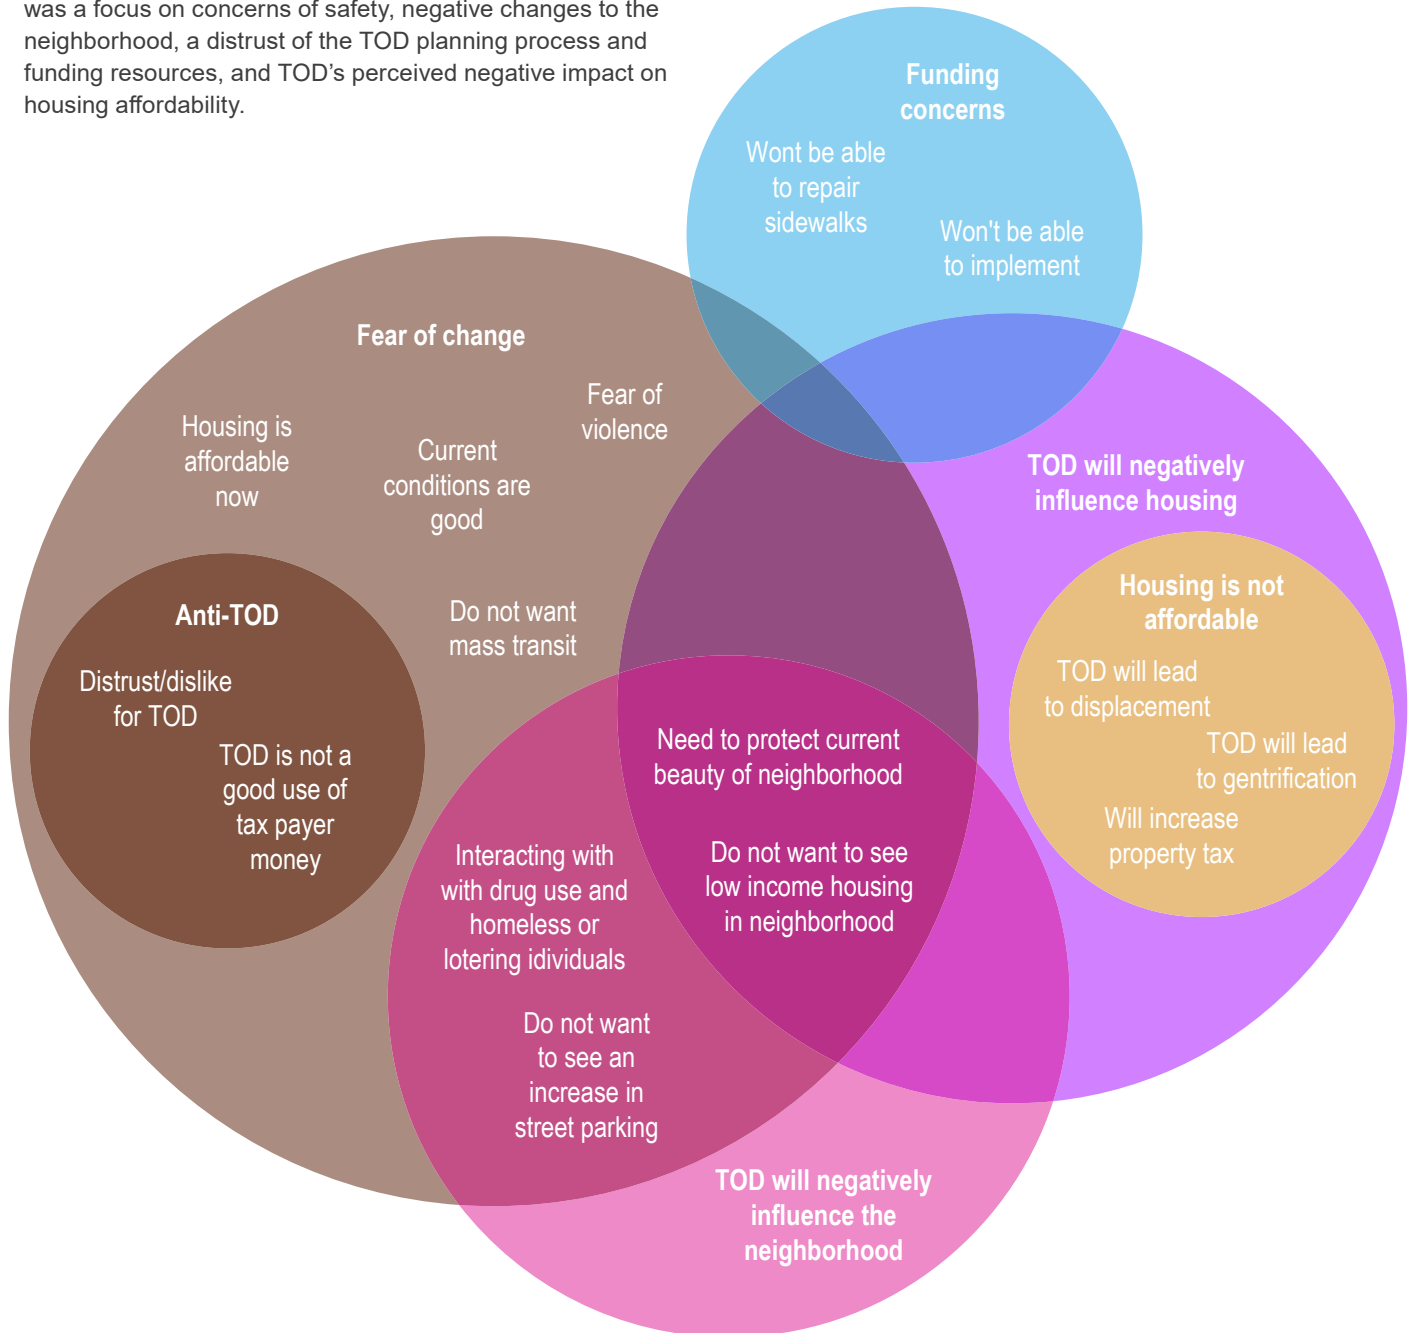 was a focus on concerns of safety, negative changes to the
neighborhood, a distrust of the TOD planning process and
funding resources, and TOD’s perceived negative impact on
housing affordability.
Funding
concerns
Wont be able
to repair
sidewalks
Won't be able
to implement
Fear of change
Fear of
violence
Housing is
affordable
now
Current
conditions are
good
Do not want
mass transit
Anti-TOD
Distrust/dislike
for TOD
TOD is not a
good use of
tax payer
money
TOD will negatively
influence housing
Housing is not
affordable
TOD will lead
to displacement
TOD will lead
to gentrification
Will increase
property tax
Need to protect current
beauty of neighborhood
Do not want to see
low income housing
in neighborhood
Interacting with
with drug use and
homeless or
lotering idividuals
Do not want
to see an
increase in
street parking
TOD will negatively
influence the
neighborhood